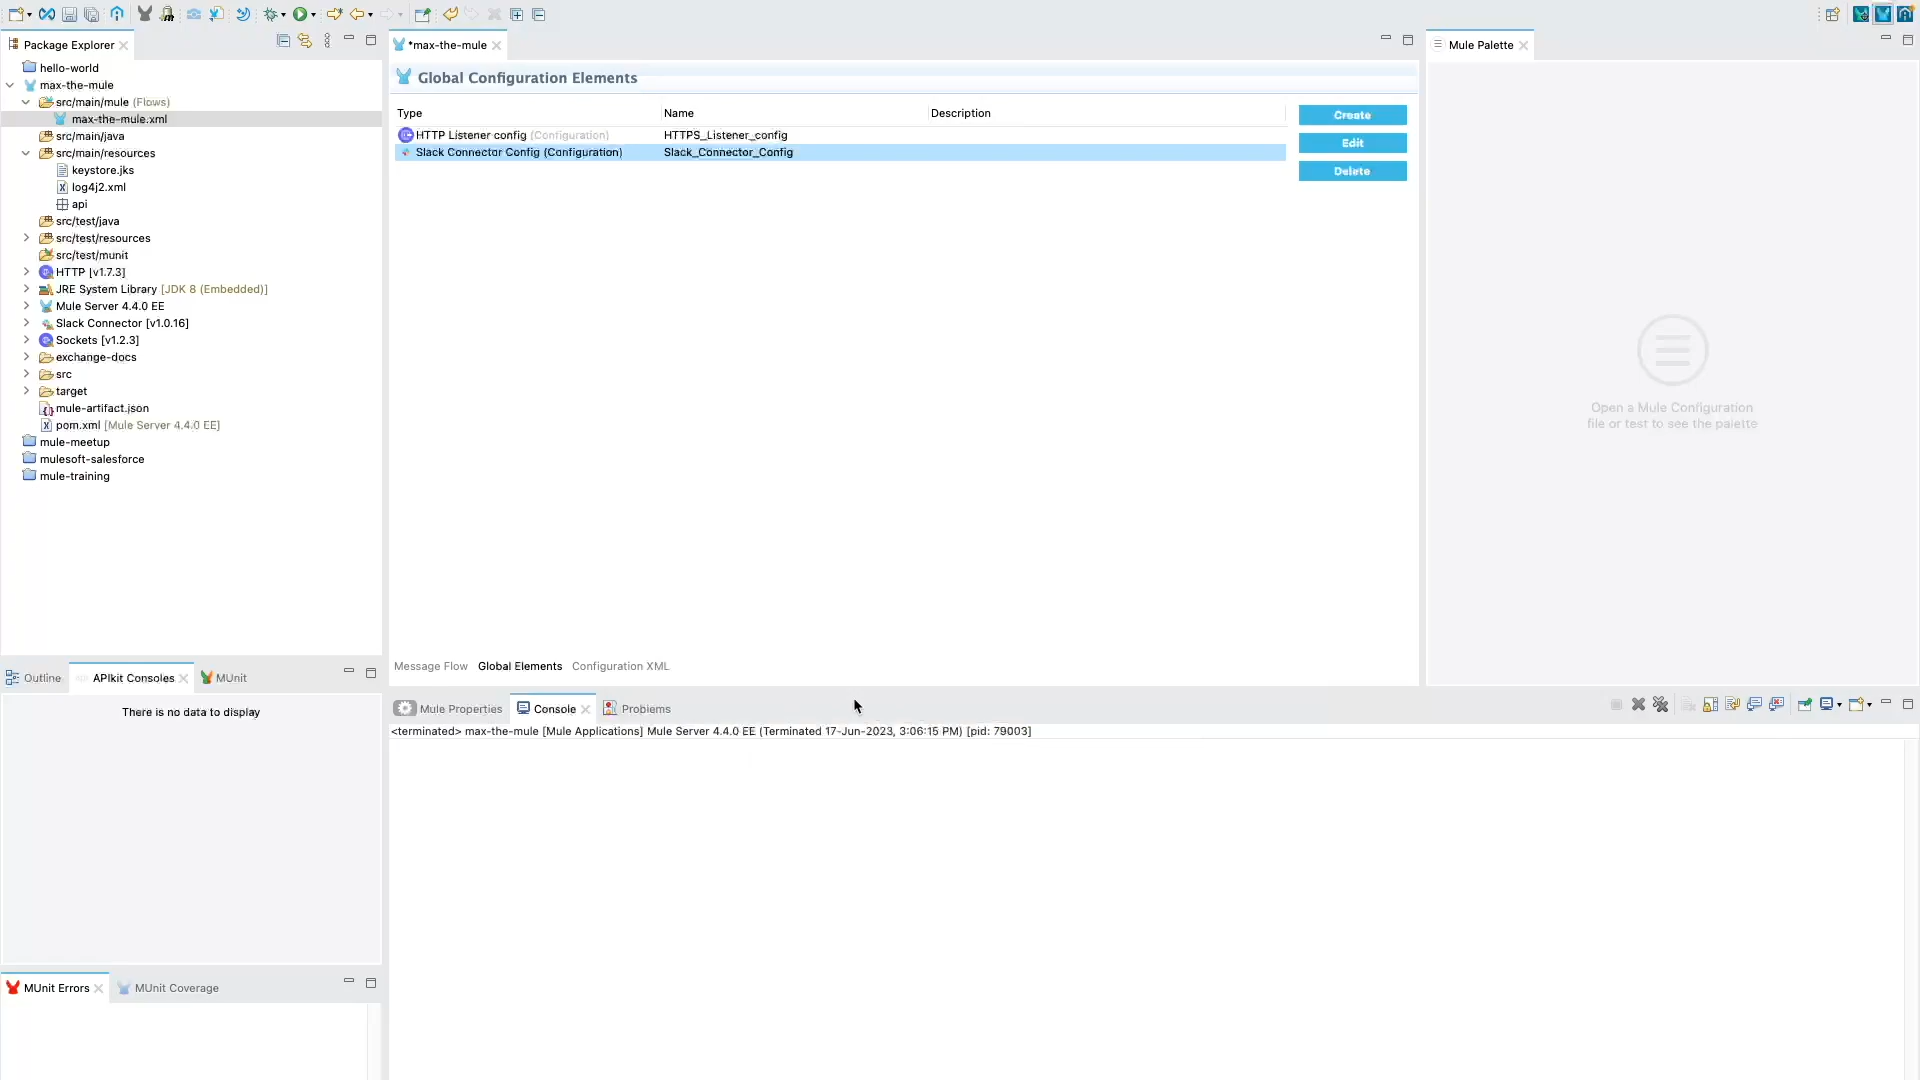 Package Explorer
*max-the-mule
Mule Palette
hello-world
max-the-mule
src/main/mule (Flows)
max-the-mule.xml
src/main/java
src/main/resources
keystore.jks
log4j2.xml
api
src/test/java
src/test/resources
src/test/munit
HTTP [v1.7.3]
JRE System Library [JDK 8 (Embedded)]
Mule Server 4.4.0 EE
Slack Connector [v1.0.16]
Sockets [v1.2.3]
exchange-docs
src
target
mule-artifact.json
pom.xml [Mule Server 4.4.0 EE]
mule-meetup
mulesoft-salesforce
mule-training
Global Configuration Elements
Type Name Description
HTTP Listener config (Configuration) HTTPS_Listener_config
Slack Connector Config (Configuration) Slack_Connector_Config
Create
Edit
Delete
Open a Mule Configuration
file or test to see the palette
Message Flow Global Elements Configuration XML
Outline APIkit Consoles MUnit
There is no data to display
Mule Properties Console Problems
<terminated> max-the-mule [Mule Applications] Mule Server 4.4.0 EE (Terminated 17-Jun-2023, 3:06:15 PM) [pid: 79003]
MUnit Errors MUnit Coverage